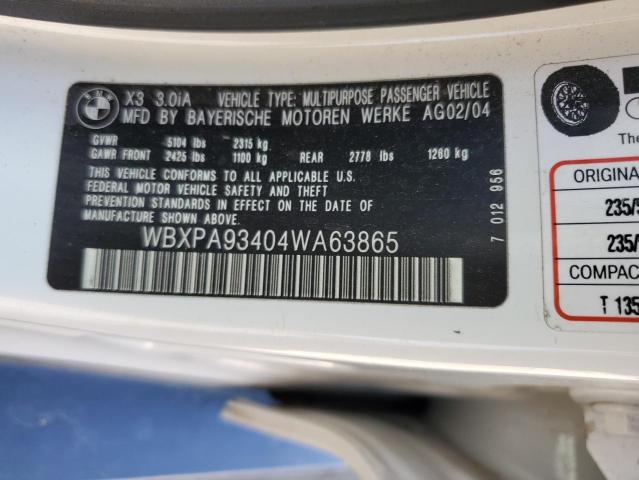 BMW
X3 3.0iA VEHICLE TYPE: MULTIPURPOSE PASSENGER VEHICLE
MFD BY BAYERISCHE MOTOREN WERKE AG02/04
GVWR 5104 lbs 2315 kg
GAWR FRONT 2425 lbs 1100 kg REAR 2778 lbs 1260 kg
THIS VEHICLE CONFORMS TO ALL APPLICABLE U.S.
FEDERAL MOTOR VEHICLE SAFETY AND THEFT
PREVENTION STANDARDS IN EFFECT ON THE DATE OF
MANUFACTURE SHOWN ABOVE.
WBXPA93404WA63865
7 012 956
The
ORIGINAL
235/
235/
COMPAC
T 135